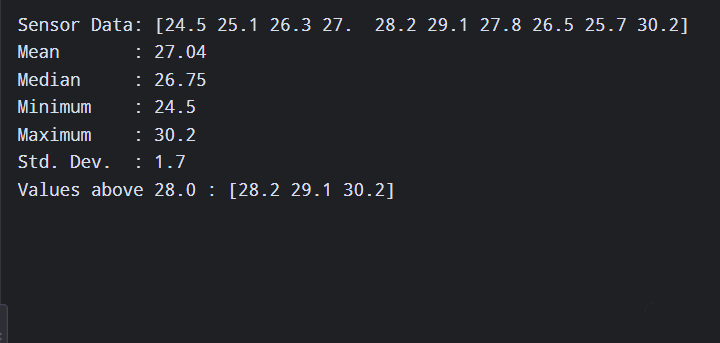 Sensor Data: [24.5 25.1 26.3 27.  28.2 29.1 27.8 26.5 25.7 30.2]
Mean       : 27.04
Median     : 26.75
Minimum    : 24.5
Maximum    : 30.2
Std. Dev.  : 1.7
Values above 28.0 : [28.2 29.1 30.2]